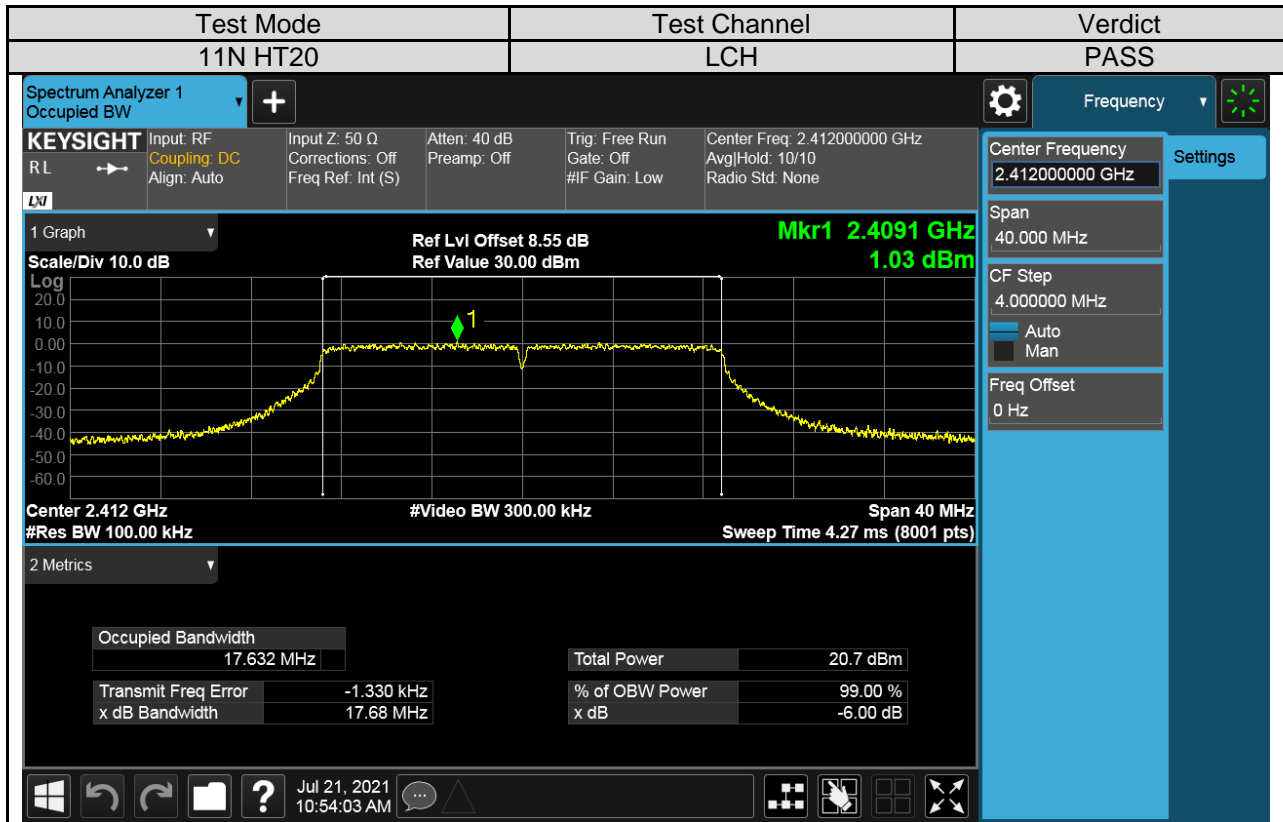 Test Mode Test Channel Verdict
11N HT20 LCH PASS
Spectrum Analyzer 1
Occupied BW
+
Frequency
KEYSIGHT Input: RF Input Z: 50 Ω Atten: 40 dB Trig: Free Run Center Freq: 2.412000000 GHz
Coupling: DC Corrections: Off Preamp: Off Gate: Off Avg|Hold: 10/10
RL Align: Auto Freq Ref: Int (S) #IF Gain: Low Radio Std: None
LXI
Center Frequency
2.412000000 GHz
Settings
Span
40.000 MHz
CF Step
4.000000 MHz
Auto
Man
Freq Offset
0 Hz
1 Graph Ref Lvl Offset 8.55 dB Mkr1 2.4091 GHz
Scale/Div 10.0 dB Ref Value 30.00 dBm 1.03 dBm
Log
20.0
10.0
1
0.00
-10.0
-20.0
-30.0
-40.0
-50.0
-60.0
Center 2.412 GHz #Video BW 300.00 kHz Span 40 MHz
#Res BW 100.00 kHz Sweep Time 4.27 ms (8001 pts)
2 Metrics
Occupied Bandwidth
17.632 MHz Total Power 20.7 dBm
Transmit Freq Error -1.330 kHz % of OBW Power 99.00 %
x dB Bandwidth 17.68 MHz x dB -6.00 dB
? Jul 21, 2021
10:54:03 AM